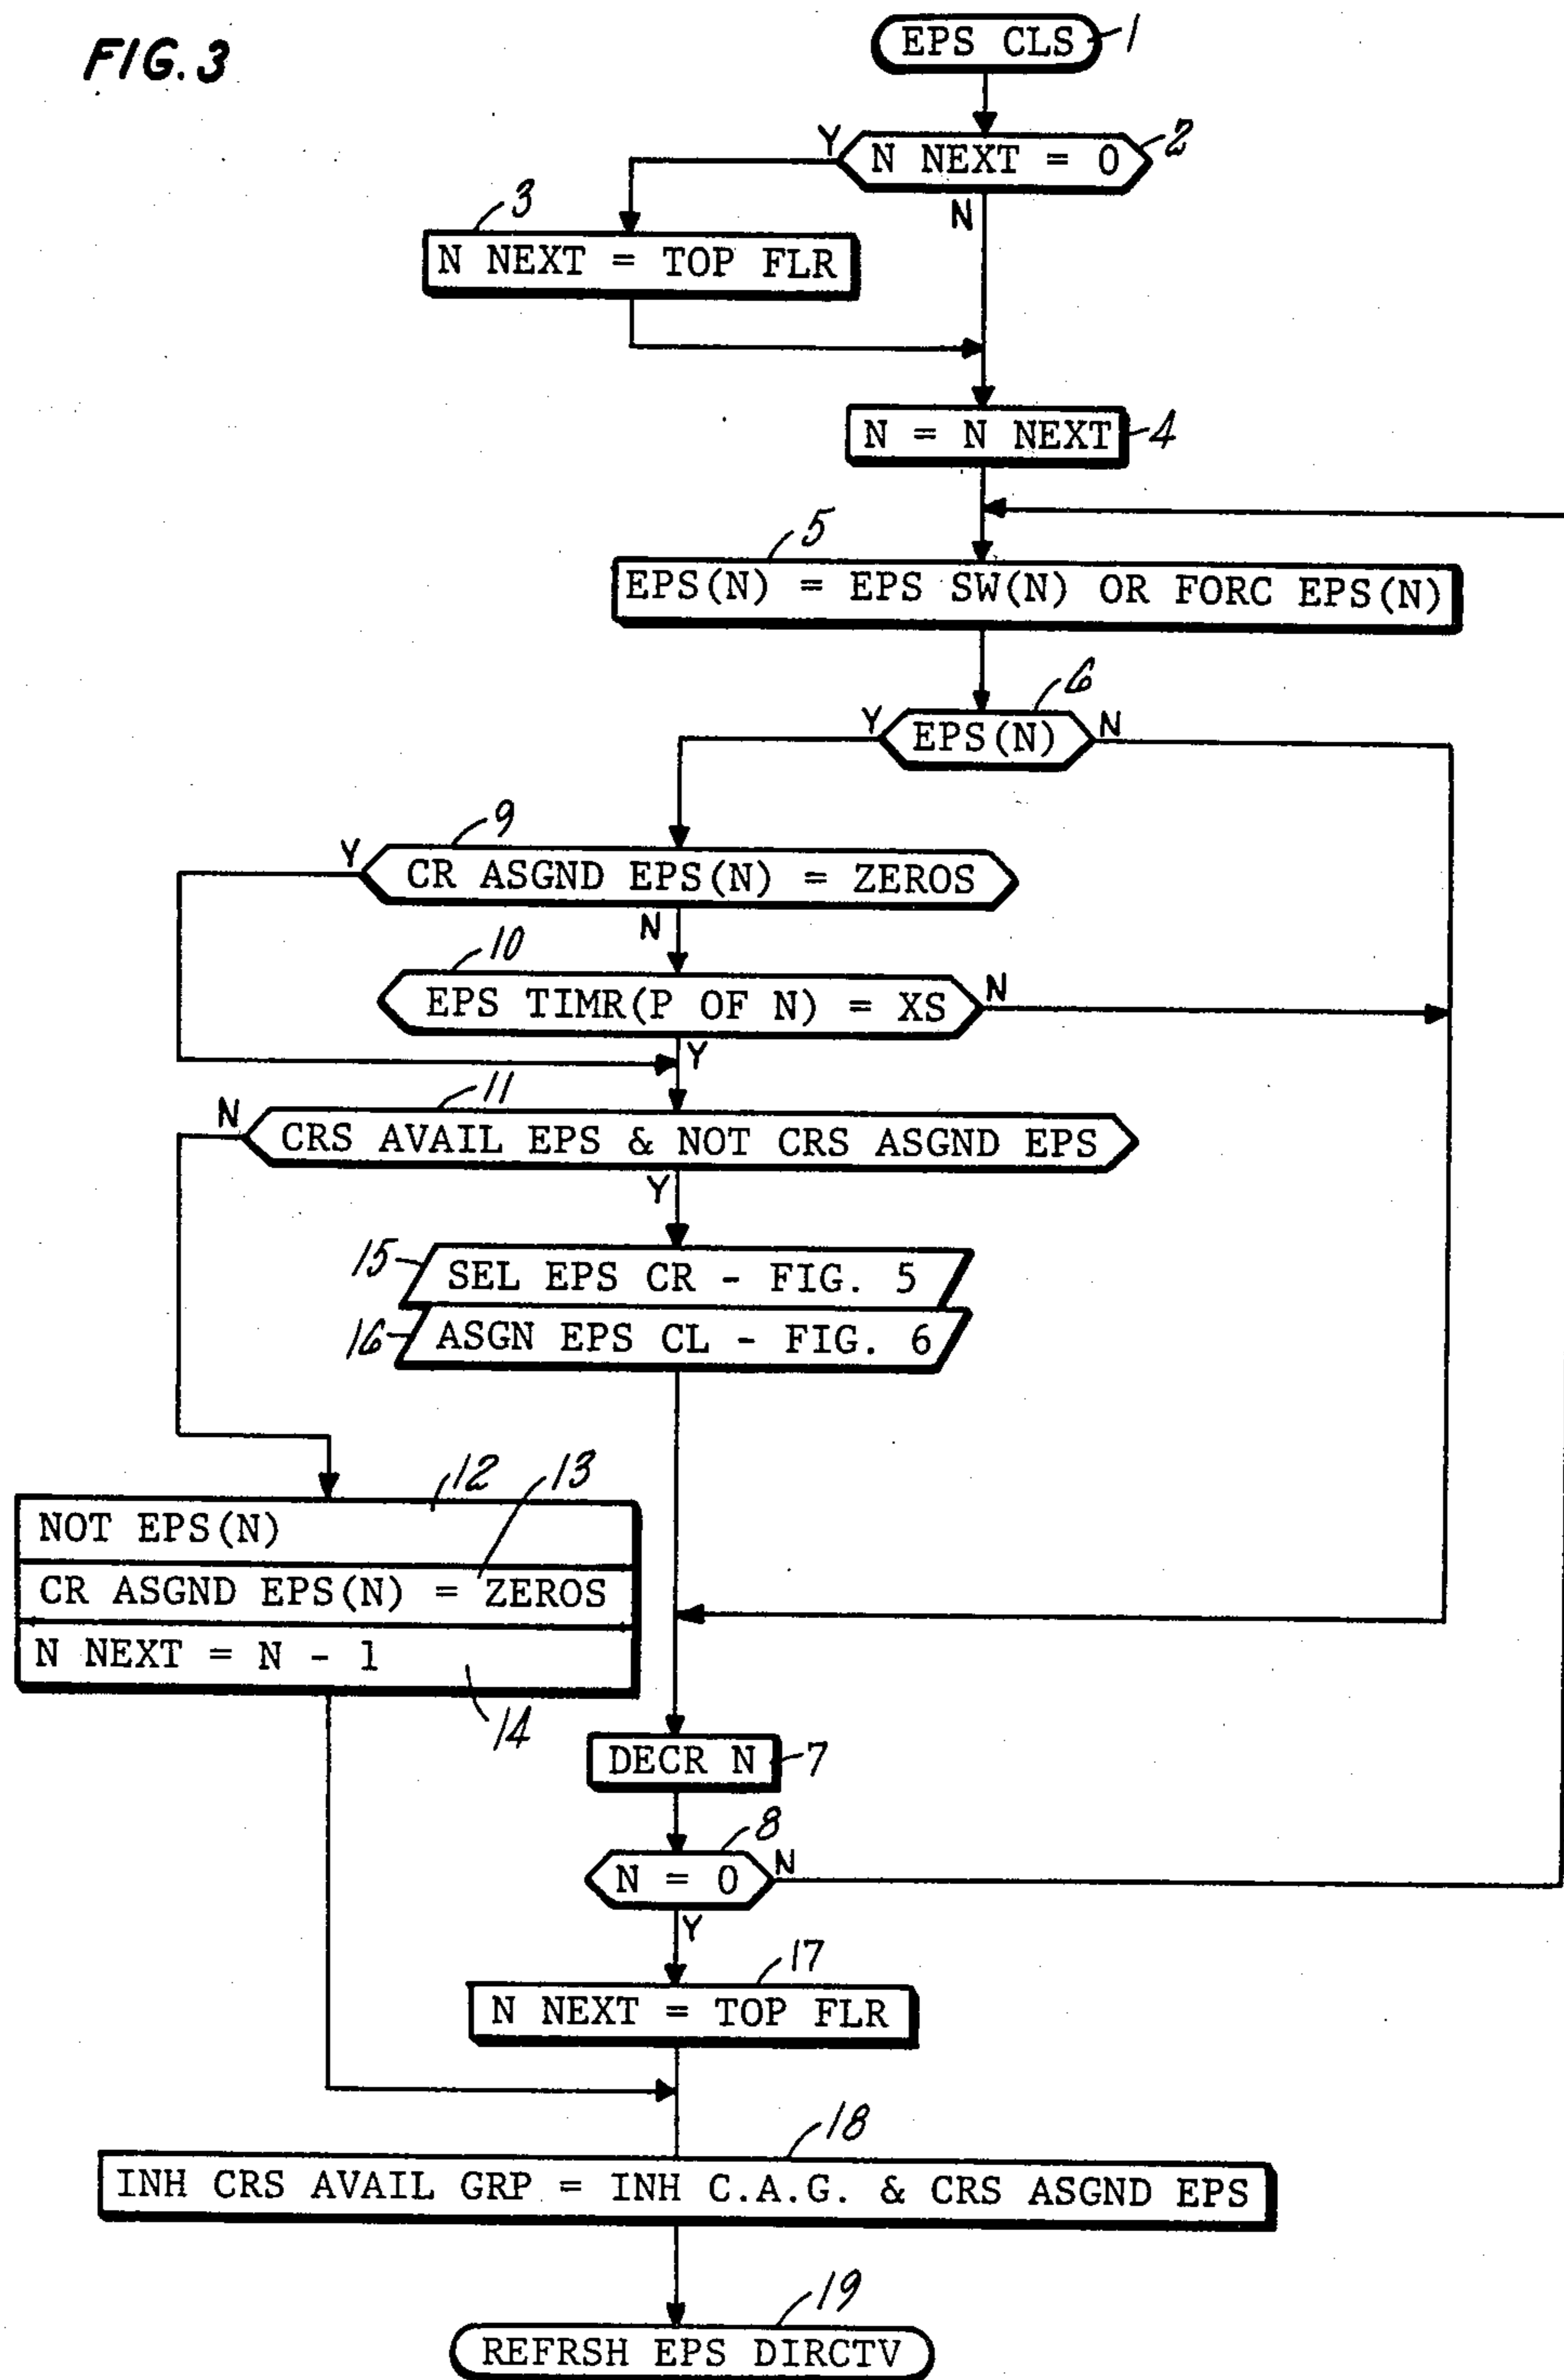 FIG. 3
EPS CLS 1
Y N NEXT = 0 2
N
3
N NEXT = TOP FLR
N = N NEXT 4
5
EPS(N) = EPS SW(N) OR FORC EPS(N)
6
Y EPS(N) N
9
Y CR ASGND EPS(N) = ZEROS
N
10
EPS TIMR(P OF N) = XS N
Y
11
N CRS AVAIL EPS & NOT CRS ASGND EPS
Y
15 SEL EPS CR - FIG. 5
16 ASGN EPS CL - FIG. 6
12 13
NOT EPS(N)
CR ASGND EPS(N) = ZEROS
N NEXT = N - 1
14
DECR N 7
8
N = 0 N
Y
17
N NEXT = TOP FLR
18
INH CRS AVAIL GRP = INH C.A.G. & CRS ASGND EPS
19
REFRSH EPS DIRCTV